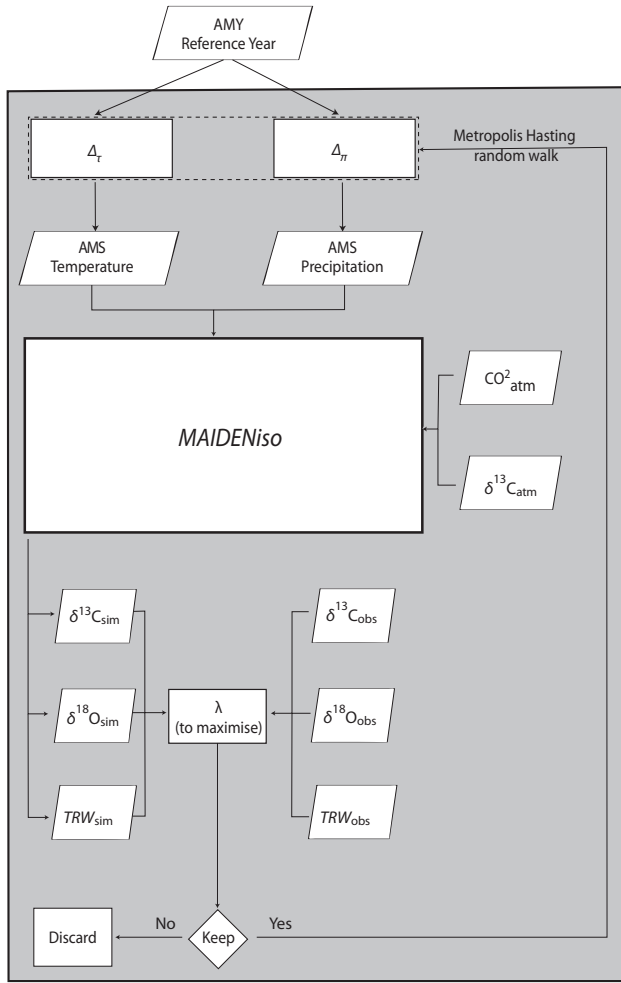 AMY
Reference Year
Δτ
Δπ
Metropolis Hasting
random walk
AMS
Temperature
AMS
Precipitation
MAIDENiso
CO²atm
δ¹³Catm
δ¹³Csim
δ¹³Cobs
δ¹⁸Osim
λ
(to maximise)
δ¹⁸Oobs
TRWsim
TRWobs
Discard
No
Keep
Yes